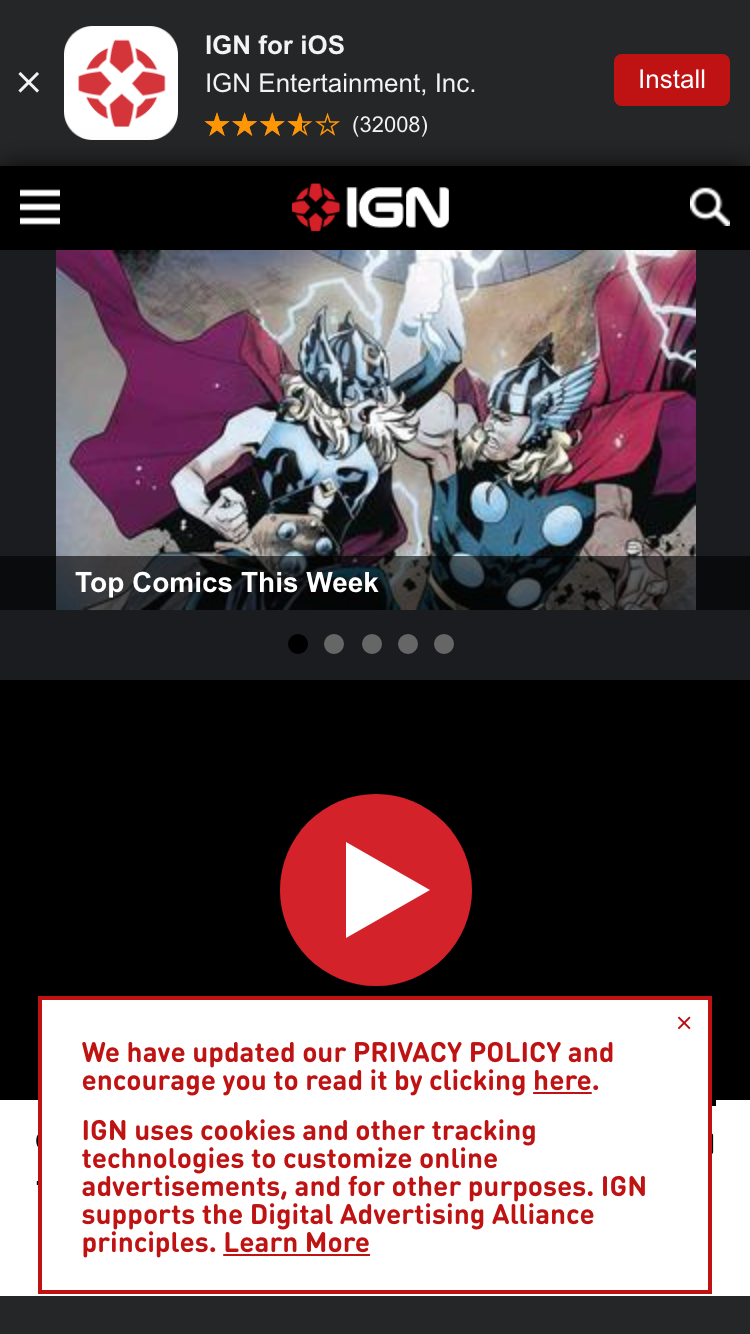 IGN for iOS
IGN Entertainment, Inc.
(32008)
Install
IGN
Top Comics This Week
We have updated our PRIVACY POLICY and
encourage you to read it by clicking here.
IGN uses cookies and other tracking
technologies to customize online
advertisements, and for other purposes. IGN
supports the Digital Advertising Alliance
principles. Learn More